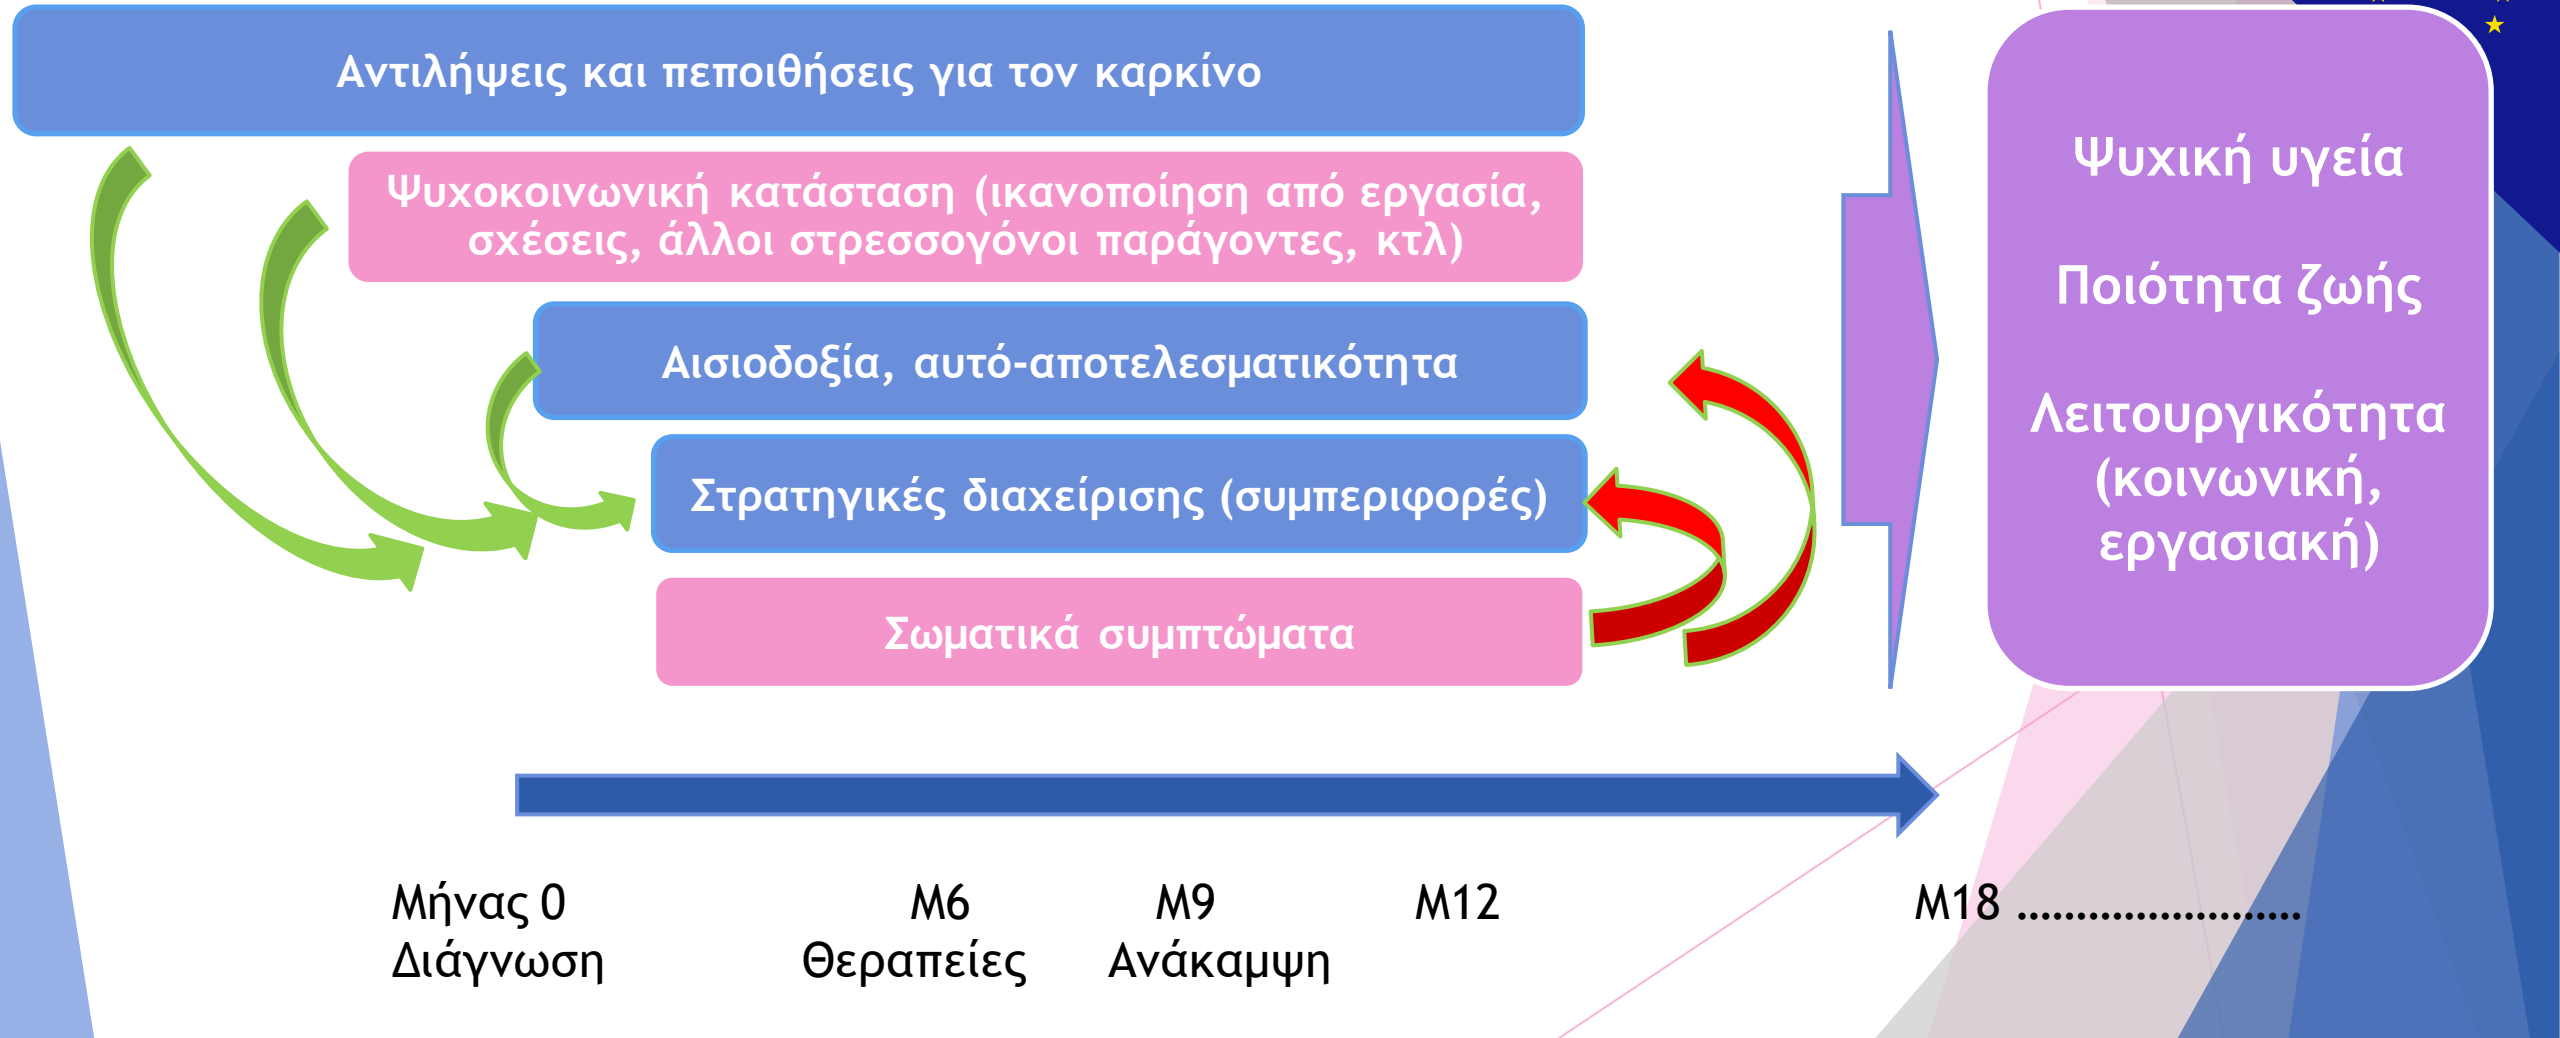 Αντιλήψεις και πεποιθήσεις για τον καρκίνο
Ψυχοκοινωνική κατάσταση (ικανοποίηση από εργασία,
σχέσεις, άλλοι στρεσσογόνοι παράγοντες, κτλ)
Αισιοδοξία, αυτό-αποτελεσματικότητα
Στρατηγικές διαχείρισης (συμπεριφορές)
Σωματικά συμπτώματα
Ψυχική υγεία
Ποιότητα ζωής
Λειτουργικότητα
(κοινωνική,
εργασιακή)
Μήνας 0 Μ6 Μ9 Μ12 Μ18 ........................
Διάγνωση Θεραπείες Ανάκαμψη